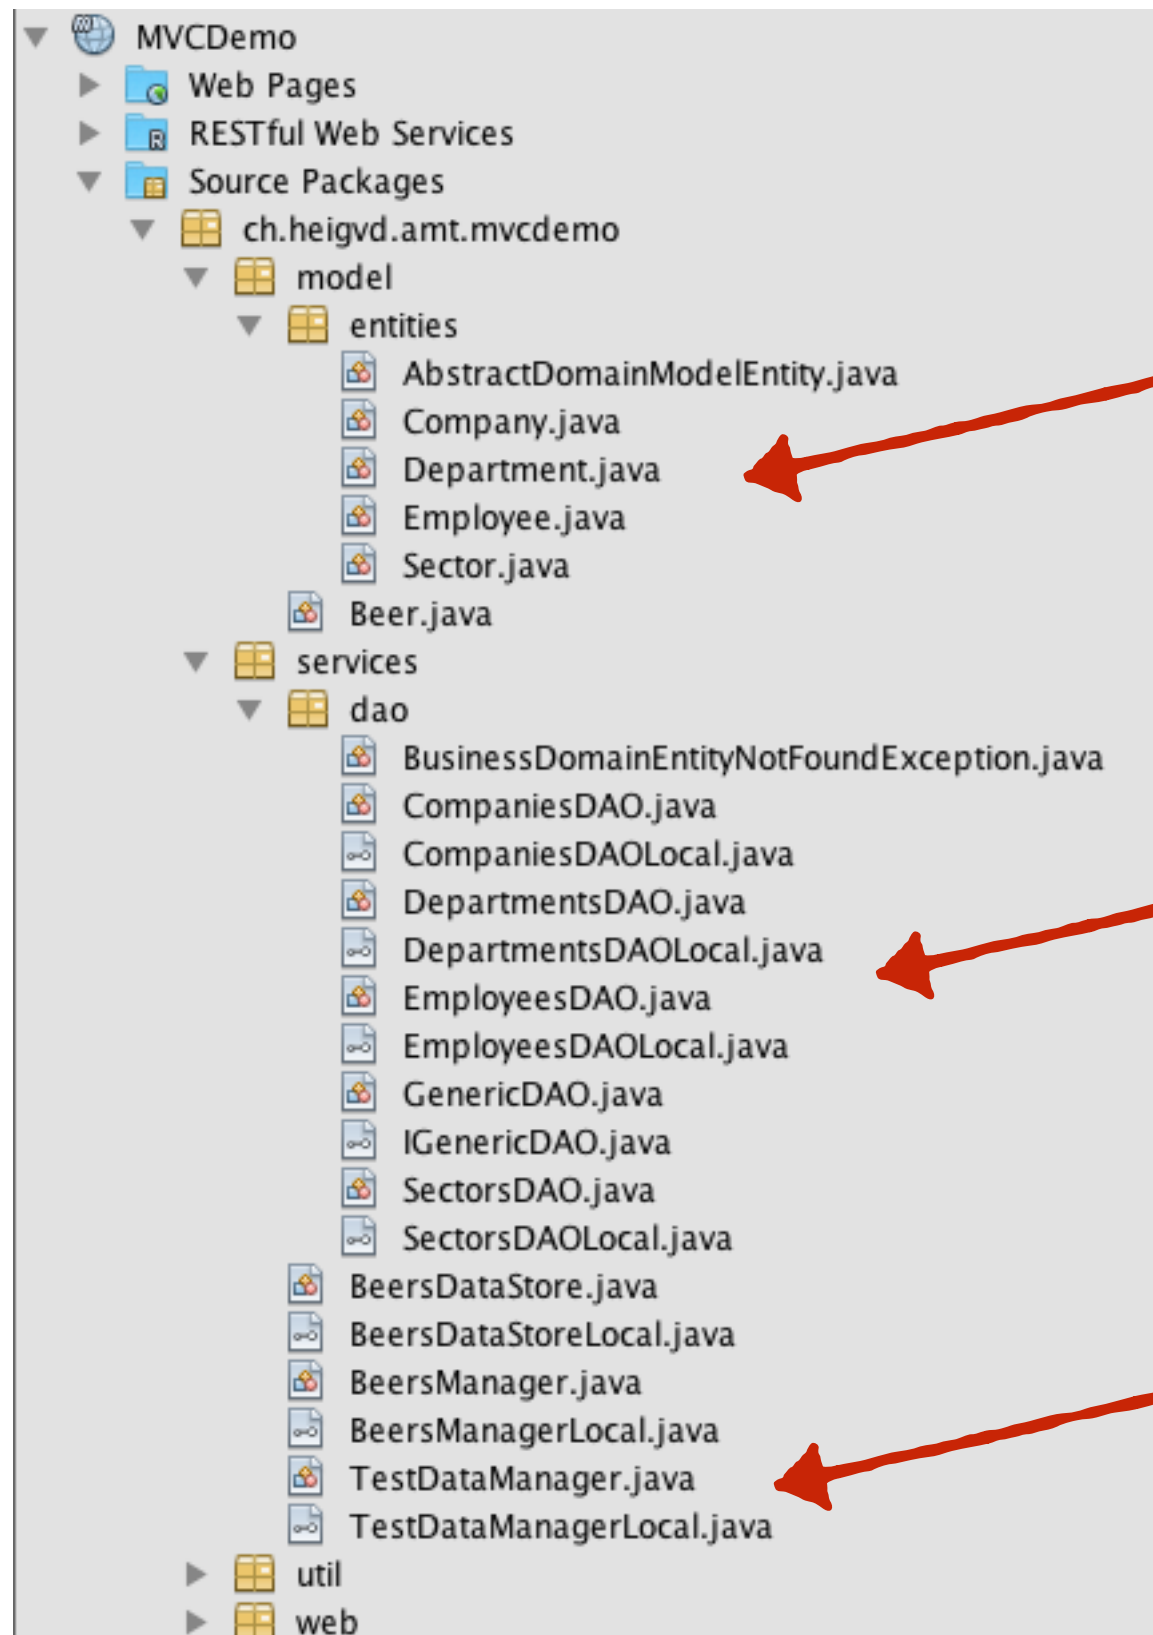 MVCDemo
Web Pages
RESTful Web Services
Source Packages
ch.heigvd.amt.mvcdemo
model
entities
AbstractDomainModelEntity.java
Company.java
Department.java
Employee.java
Sector.java
Beer.java
services
dao
BusinessDomainEntityNotFoundException.java
CompaniesDAO.java
CompaniesDAOLocal.java
DepartmentsDAO.java
DepartmentsDAOLocal.java
EmployeesDAO.java
EmployeesDAOLocal.java
GenericDAO.java
IGenericDAO.java
SectorsDAO.java
SectorsDAOLocal.java
BeersDataStore.java
BeersDataStoreLocal.java
BeersManager.java
BeersManagerLocal.java
TestDataManager.java
TestDataManagerLocal.java
util
web